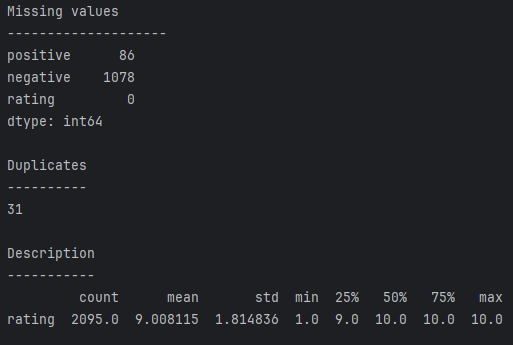 Missing values
--------------------
positive      86
negative    1078
rating         0
dtype: int64
Duplicates
----------
31
Description
-----------
         count      mean       std  min  25%   50%   75%   max
rating  2095.0  9.008115  1.814836  1.0  9.0  10.0  10.0  10.0